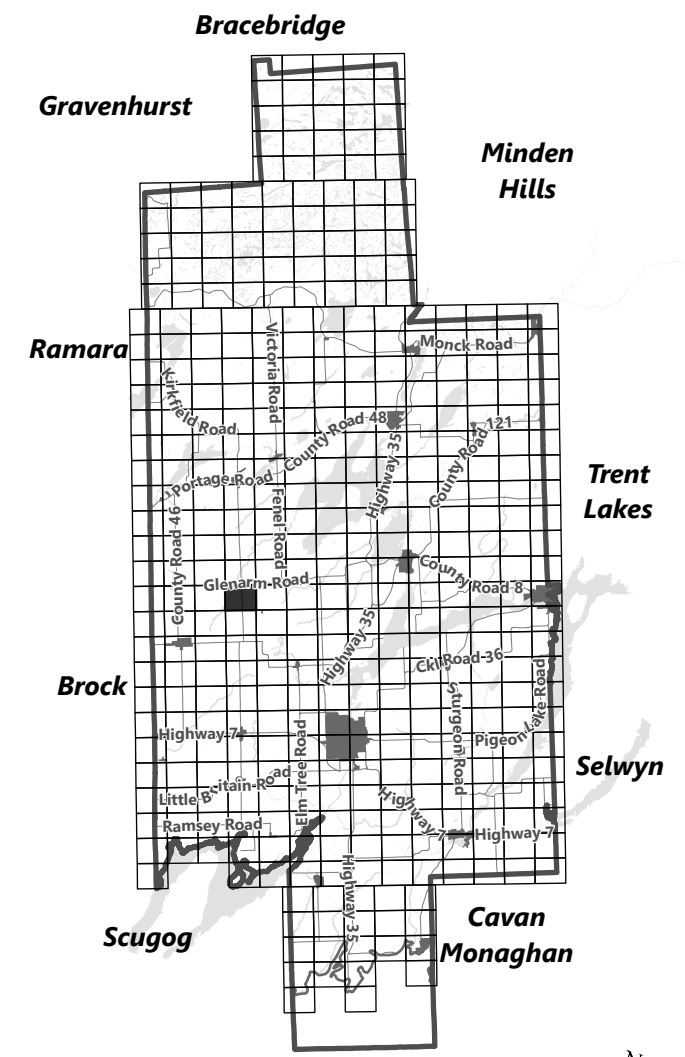 Bracebridge
Gravenhurst
Minden
Hills
Ramara
Monck Road
Victoria Road
Kirkfield Road
County Road 48
Highway 35
County Road 121
Portage Road
Trent
Lakes
Fenel Road
County Road 46
Glenarm Road
County Road 8
Highway 35
Ckl Road 36
Brock
Sturgeon Road
Pigeon Lake Road
Highway 7
Elm Tree Road
Selwyn
Little Britain Road
Highway 7
Ramsey Road
Highway 7
Highway 35
Scugog
Cavan
Monaghan
N